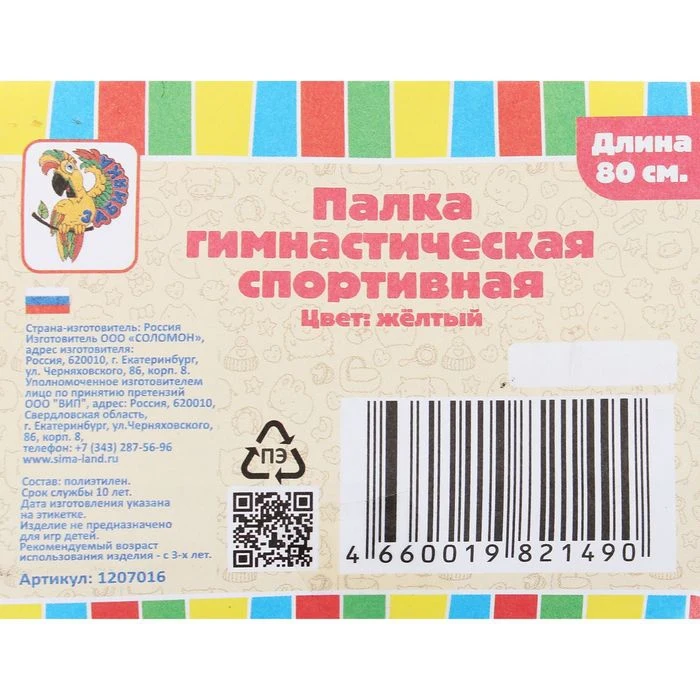 Длина
80 см.
ЗАБИЯКА
Палка
гимнастическая
спортивная
Цвет: жёлтый
Страна-изготовитель: Россия
Изготовитель ООО «СОЛОМОН»,
адрес изготовителя:
Россия, 620010, г. Екатеринбург,
ул. Черняховского, 86, корп. 8.
Уполномоченное изготовителем
лицо по принятию претензий
ООО "ВИП", адрес: Россия, 620010,
Свердловская область,
г. Екатеринбург, ул.Черняховского,
86, корп. 8,
телефон: +7 (343) 287-56-96
www.sima-land.ru
Состав: полиэтилен.
Срок службы 10 лет.
Дата изготовления указана
на этикетке.
Изделие не предназначено
для игр детей.
Рекомендуемый возраст
использования изделия - с 3-х лет.
Артикул: 1207016
ПЭ
4 660019 821490